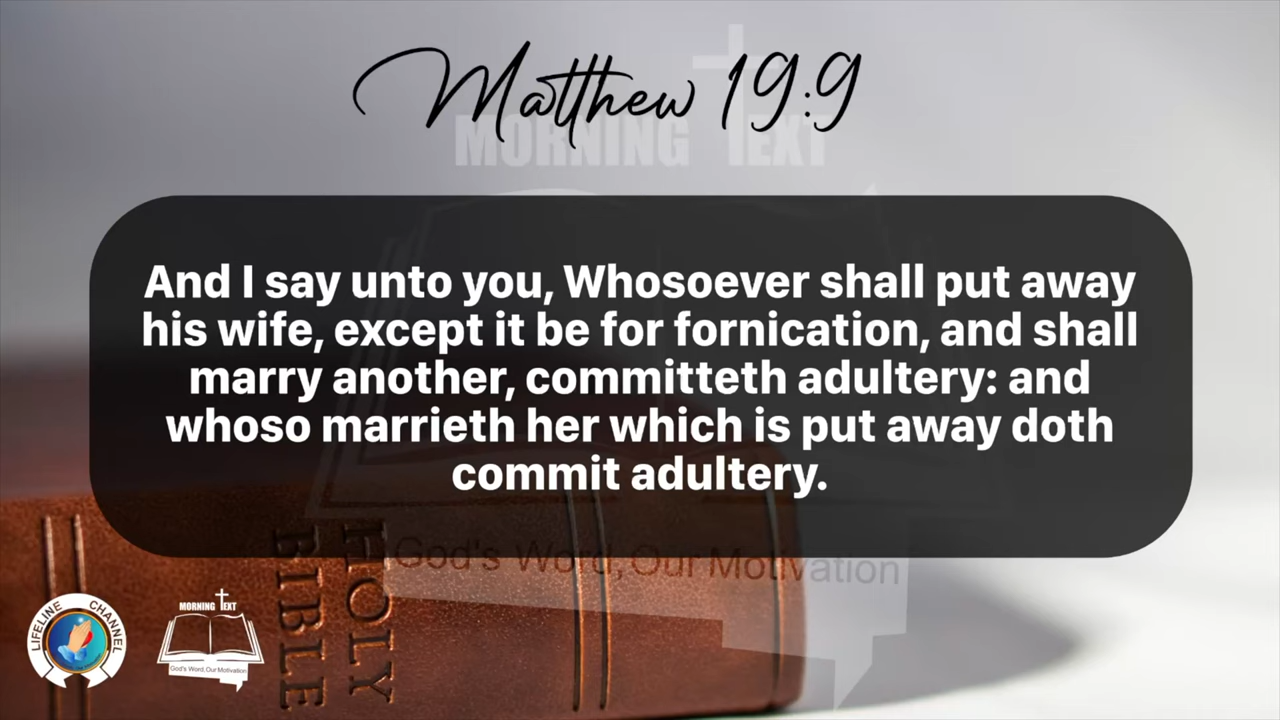 Matthew 19:9
MORNING TEXT
And I say unto you, Whosoever shall put away
his wife, except it be for fornication, and shall
marry another, committeth adultery: and
whoso marrieth her which is put away doth
commit adultery.
God's Word, Our Motivation
HOLY
BIBLE
LIFELINE CHANNEL
MORNING TEXT
God's Word, Our Motivation